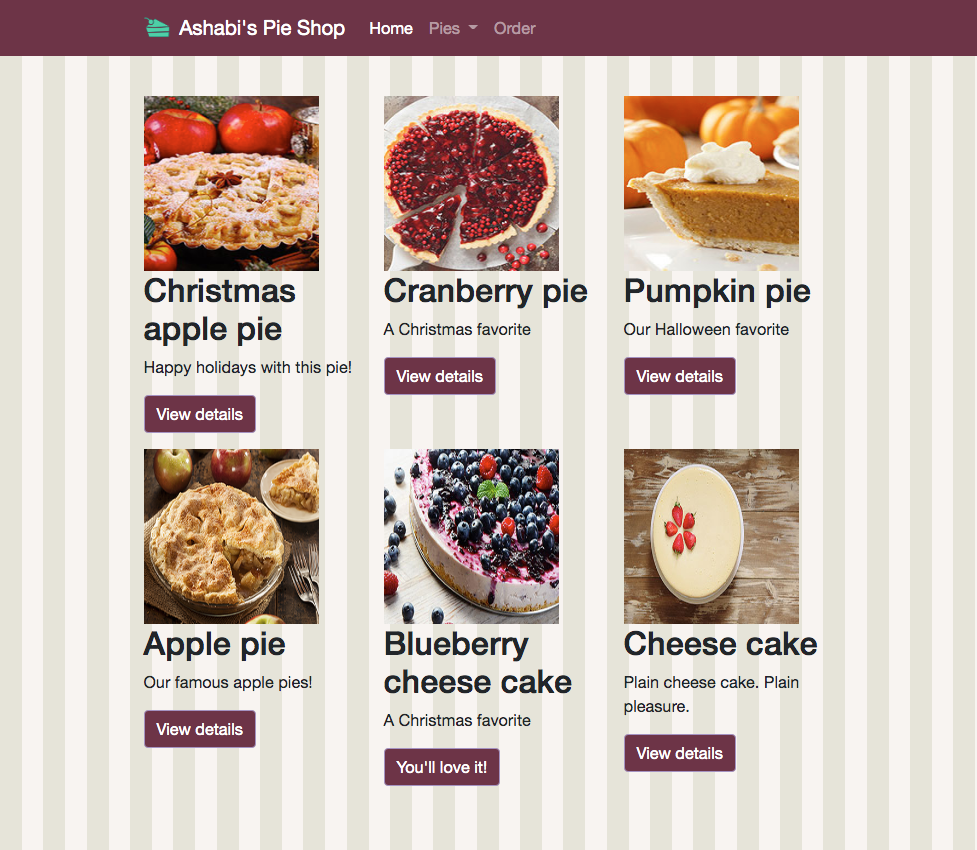 Ashabi's Pie Shop Home Pies Order
Christmas
apple pie
Happy holidays with this pie!
View details
Cranberry pie
A Christmas favorite
View details
Pumpkin pie
Our Halloween favorite
View details
Apple pie
Our famous apple pies!
View details
Blueberry
cheese cake
A Christmas favorite
You'll love it!
Cheese cake
Plain cheese cake. Plain
pleasure.
View details